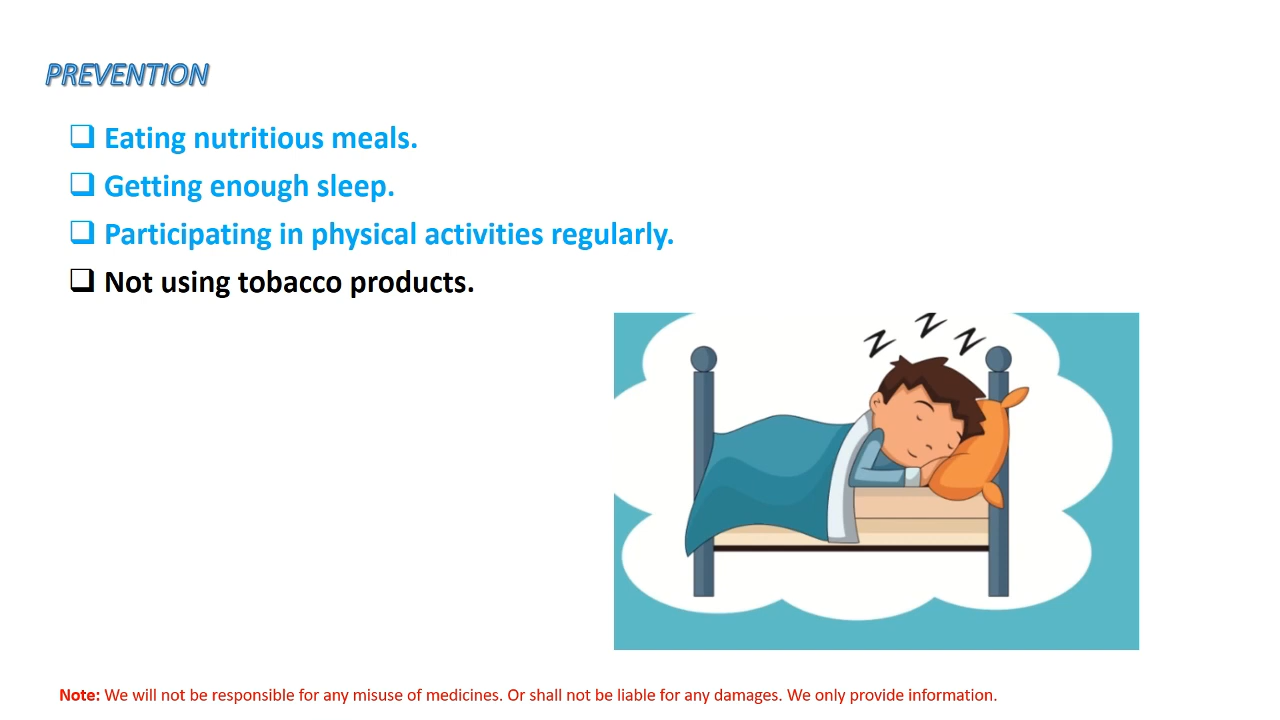 PREVENTION
❑ Eating nutritious meals.
❑ Getting enough sleep.
❑ Participating in physical activities regularly.
❑ Not using tobacco products.
z z z
Note: We will not be responsible for any misuse of medicines. Or shall not be liable for any damages. We only provide information.